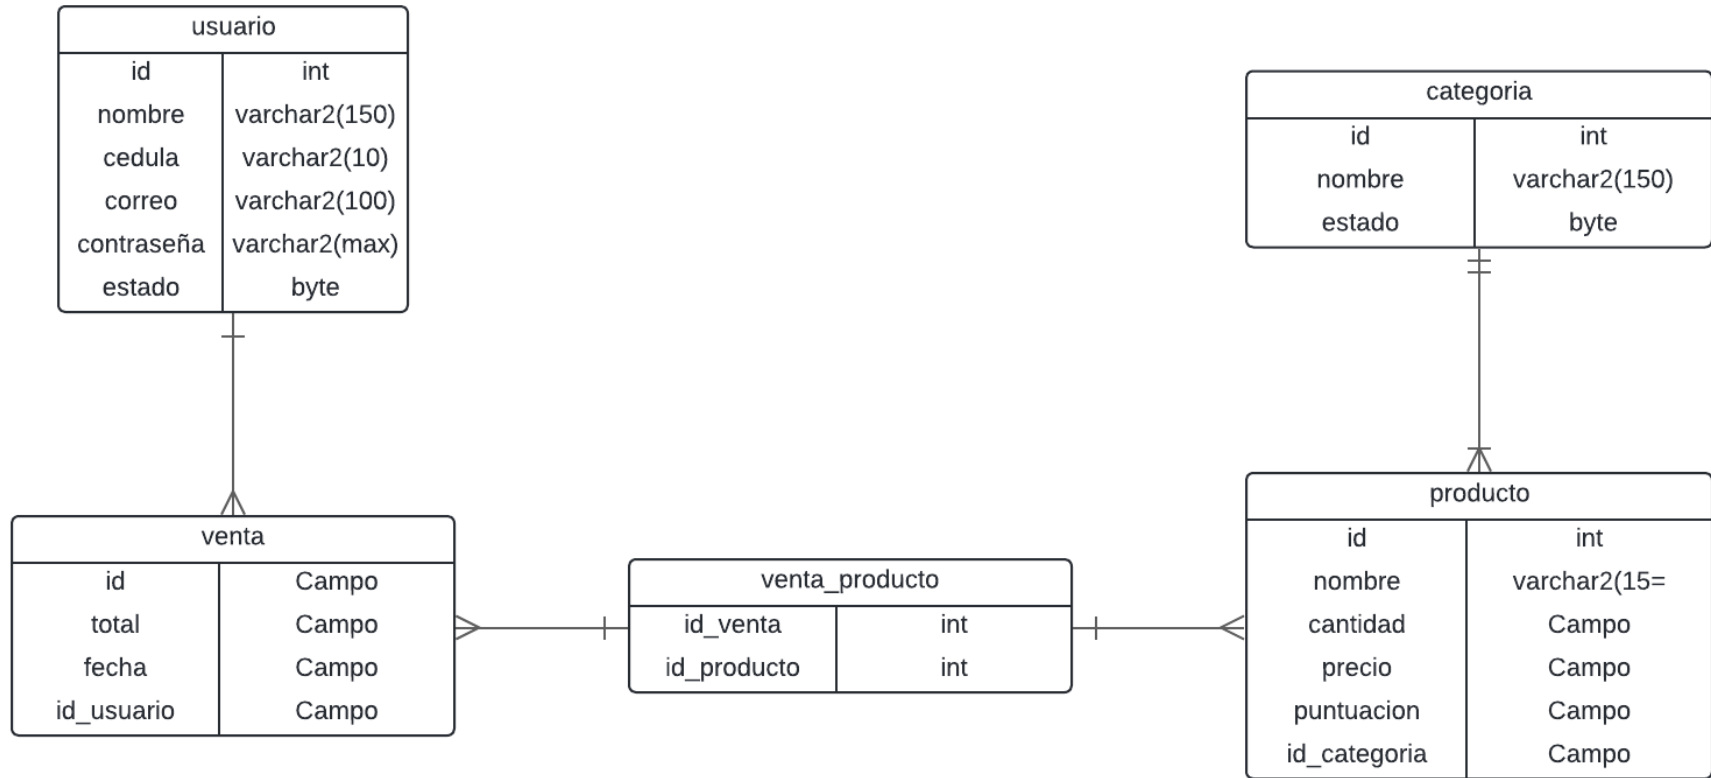 usuario
id int
nombre varchar2(150)
cedula varchar2(10)
correo varchar2(100)
contraseña varchar2(max)
estado byte
categoria
id int
nombre varchar2(150)
estado byte
venta
id Campo
total Campo
fecha Campo
id_usuario Campo
venta_producto
id_venta int
id_producto int
producto
id int
nombre varchar2(15=
cantidad Campo
precio Campo
puntuacion Campo
id_categoria Campo